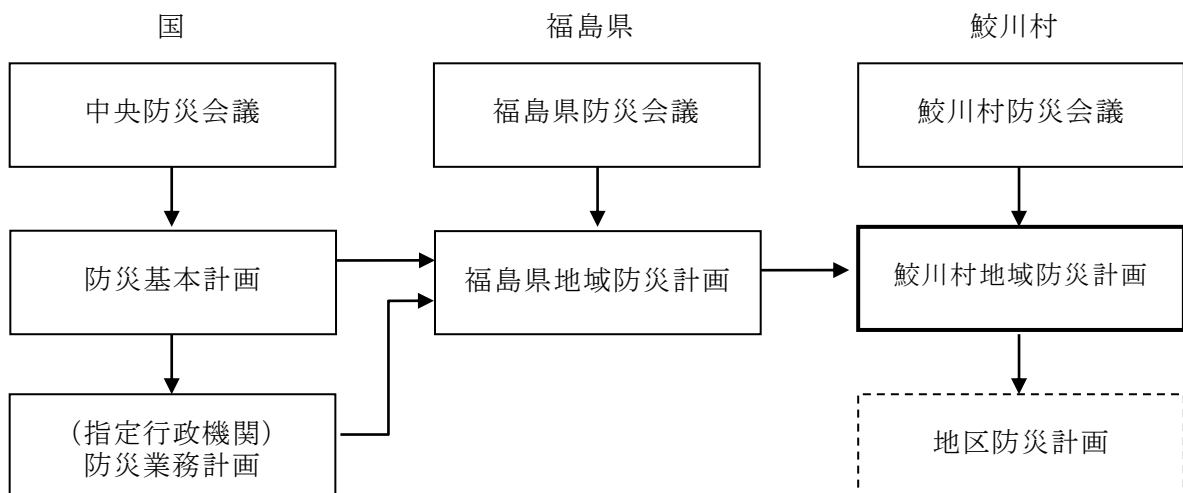 国
福島県
鮫川村
中央防災会議
福島県防災会議
鮫川村防災会議
防災基本計画
福島県地域防災計画
鮫川村地域防災計画
(指定行政機関)
防災業務計画
地区防災計画